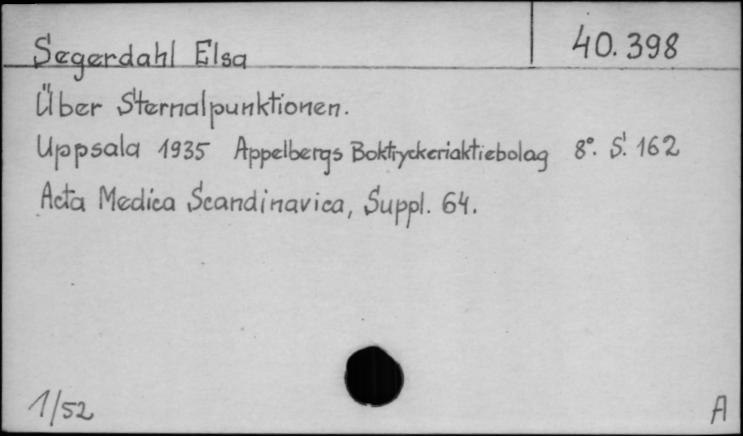 Segerdahl Elsa 40.398
Über Sternalpunktionen.
Uppsala 1935 Appelbergs Boktryckeriaktiebolag 8°. S. 162
Acta Medica Scandinavica, Suppl. 64.
1/52 A